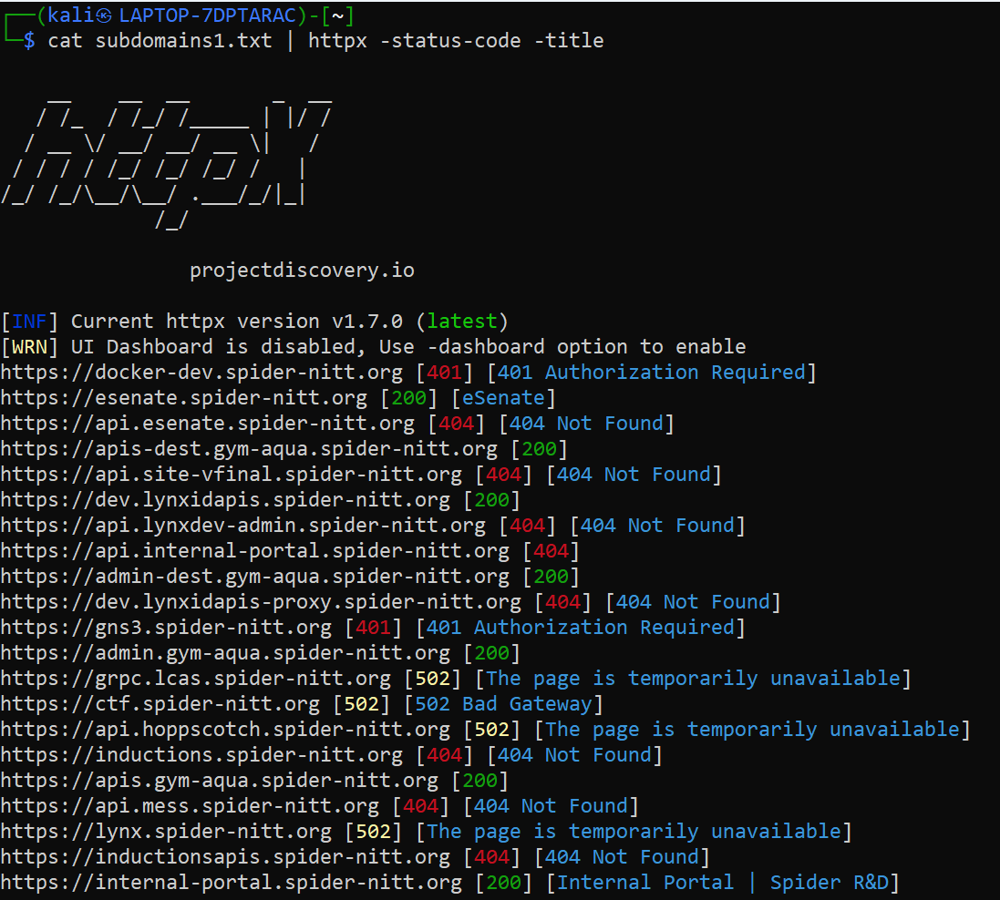 ┌──(kali㉿LAPTOP-7DPTARAC)-[~]
└─$ cat subdomains1.txt | httpx -status-code -title
    __    __  __       _  __
   / /_  / /_/ /_____ | |/ /
  / __ \/ __/ __/ __ \|   /
 / / / / /_/ /_/ /_/ /   |
/_/ /_/\__/\__/ .___/_/|_|
             /_/
projectdiscovery.io
[INF] Current httpx version v1.7.0 (latest)
[WRN] UI Dashboard is disabled, Use -dashboard option to enable
https://docker-dev.spider-nitt.org [401] [401 Authorization Required]
https://esenate.spider-nitt.org [200] [eSenate]
https://api.esenate.spider-nitt.org [404] [404 Not Found]
https://apis-dest.gym-aqua.spider-nitt.org [200]
https://api.site-vfinal.spider-nitt.org [404] [404 Not Found]
https://dev.lynxidapis.spider-nitt.org [200]
https://api.lynxdev-admin.spider-nitt.org [404] [404 Not Found]
https://api.internal-portal.spider-nitt.org [404]
https://admin-dest.gym-aqua.spider-nitt.org [200]
https://dev.lynxidapis-proxy.spider-nitt.org [404] [404 Not Found]
https://gns3.spider-nitt.org [401] [401 Authorization Required]
https://admin.gym-aqua.spider-nitt.org [200]
https://grpc.lcas.spider-nitt.org [502] [The page is temporarily unavailable]
https://ctf.spider-nitt.org [502] [502 Bad Gateway]
https://api.hoppscotch.spider-nitt.org [502] [The page is temporarily unavailable]
https://inductions.spider-nitt.org [404] [404 Not Found]
https://apis.gym-aqua.spider-nitt.org [200]
https://api.mess.spider-nitt.org [404] [404 Not Found]
https://lynx.spider-nitt.org [502] [The page is temporarily unavailable]
https://inductionsapis.spider-nitt.org [404] [404 Not Found]
https://internal-portal.spider-nitt.org [200] [Internal Portal | Spider R&D]